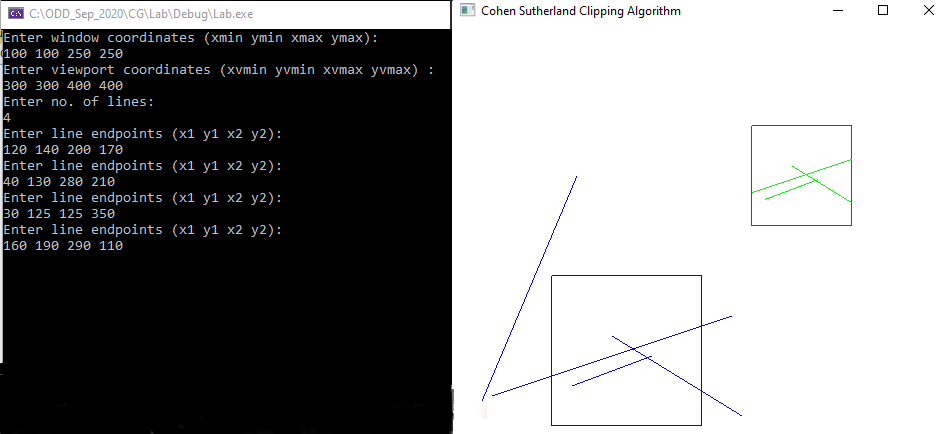 C:\ODD_Sep_2020\CG\Lab\Debug\Lab.exe
Enter window coordinates (xmin ymin xmax ymax):
100 100 250 250
Enter viewport coordinates (xvmin yvmin xvmax yvmax) :
300 300 400 400
Enter no. of lines:
4
Enter line endpoints (x1 y1 x2 y2):
120 140 200 170
Enter line endpoints (x1 y1 x2 y2):
40 130 280 210
Enter line endpoints (x1 y1 x2 y2):
30 125 125 350
Enter line endpoints (x1 y1 x2 y2):
160 190 290 110
Cohen Sutherland Clipping Algorithm